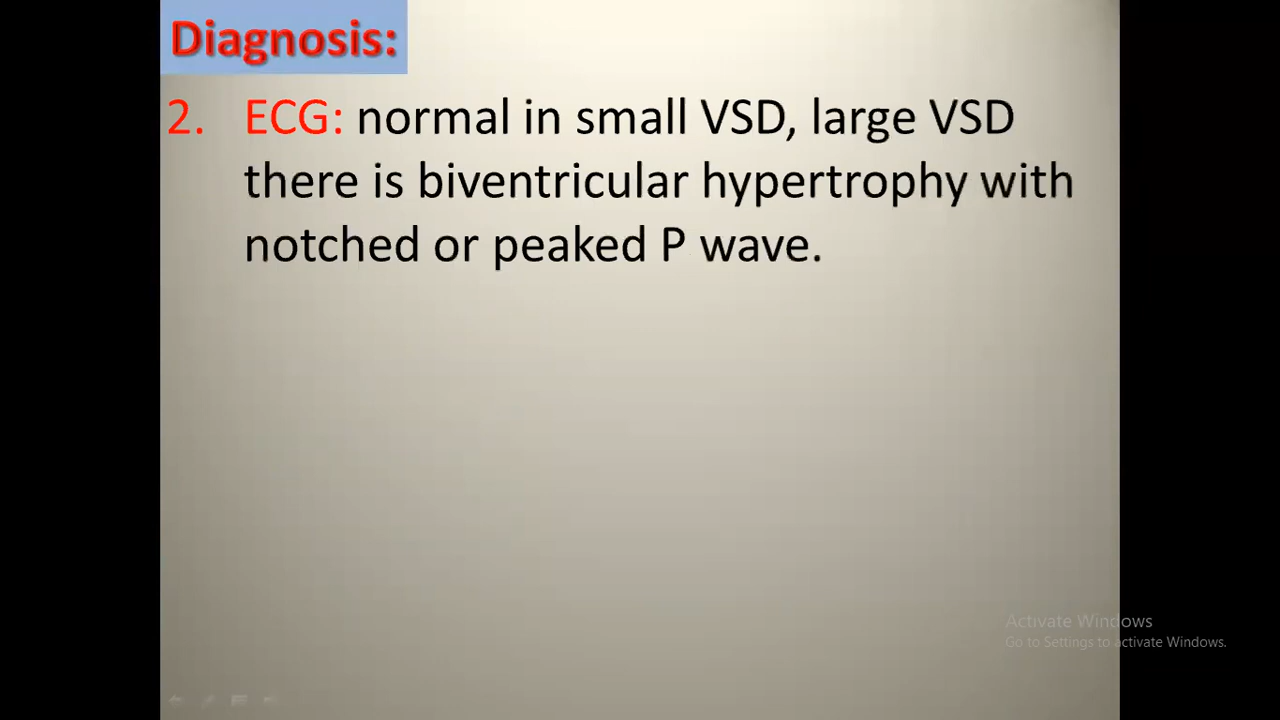 Diagnosis:
2. ECG: normal in small VSD, large VSD
there is biventricular hypertrophy with
notched or peaked P wave.
Activate Windows
Go to Settings to activate Windows.